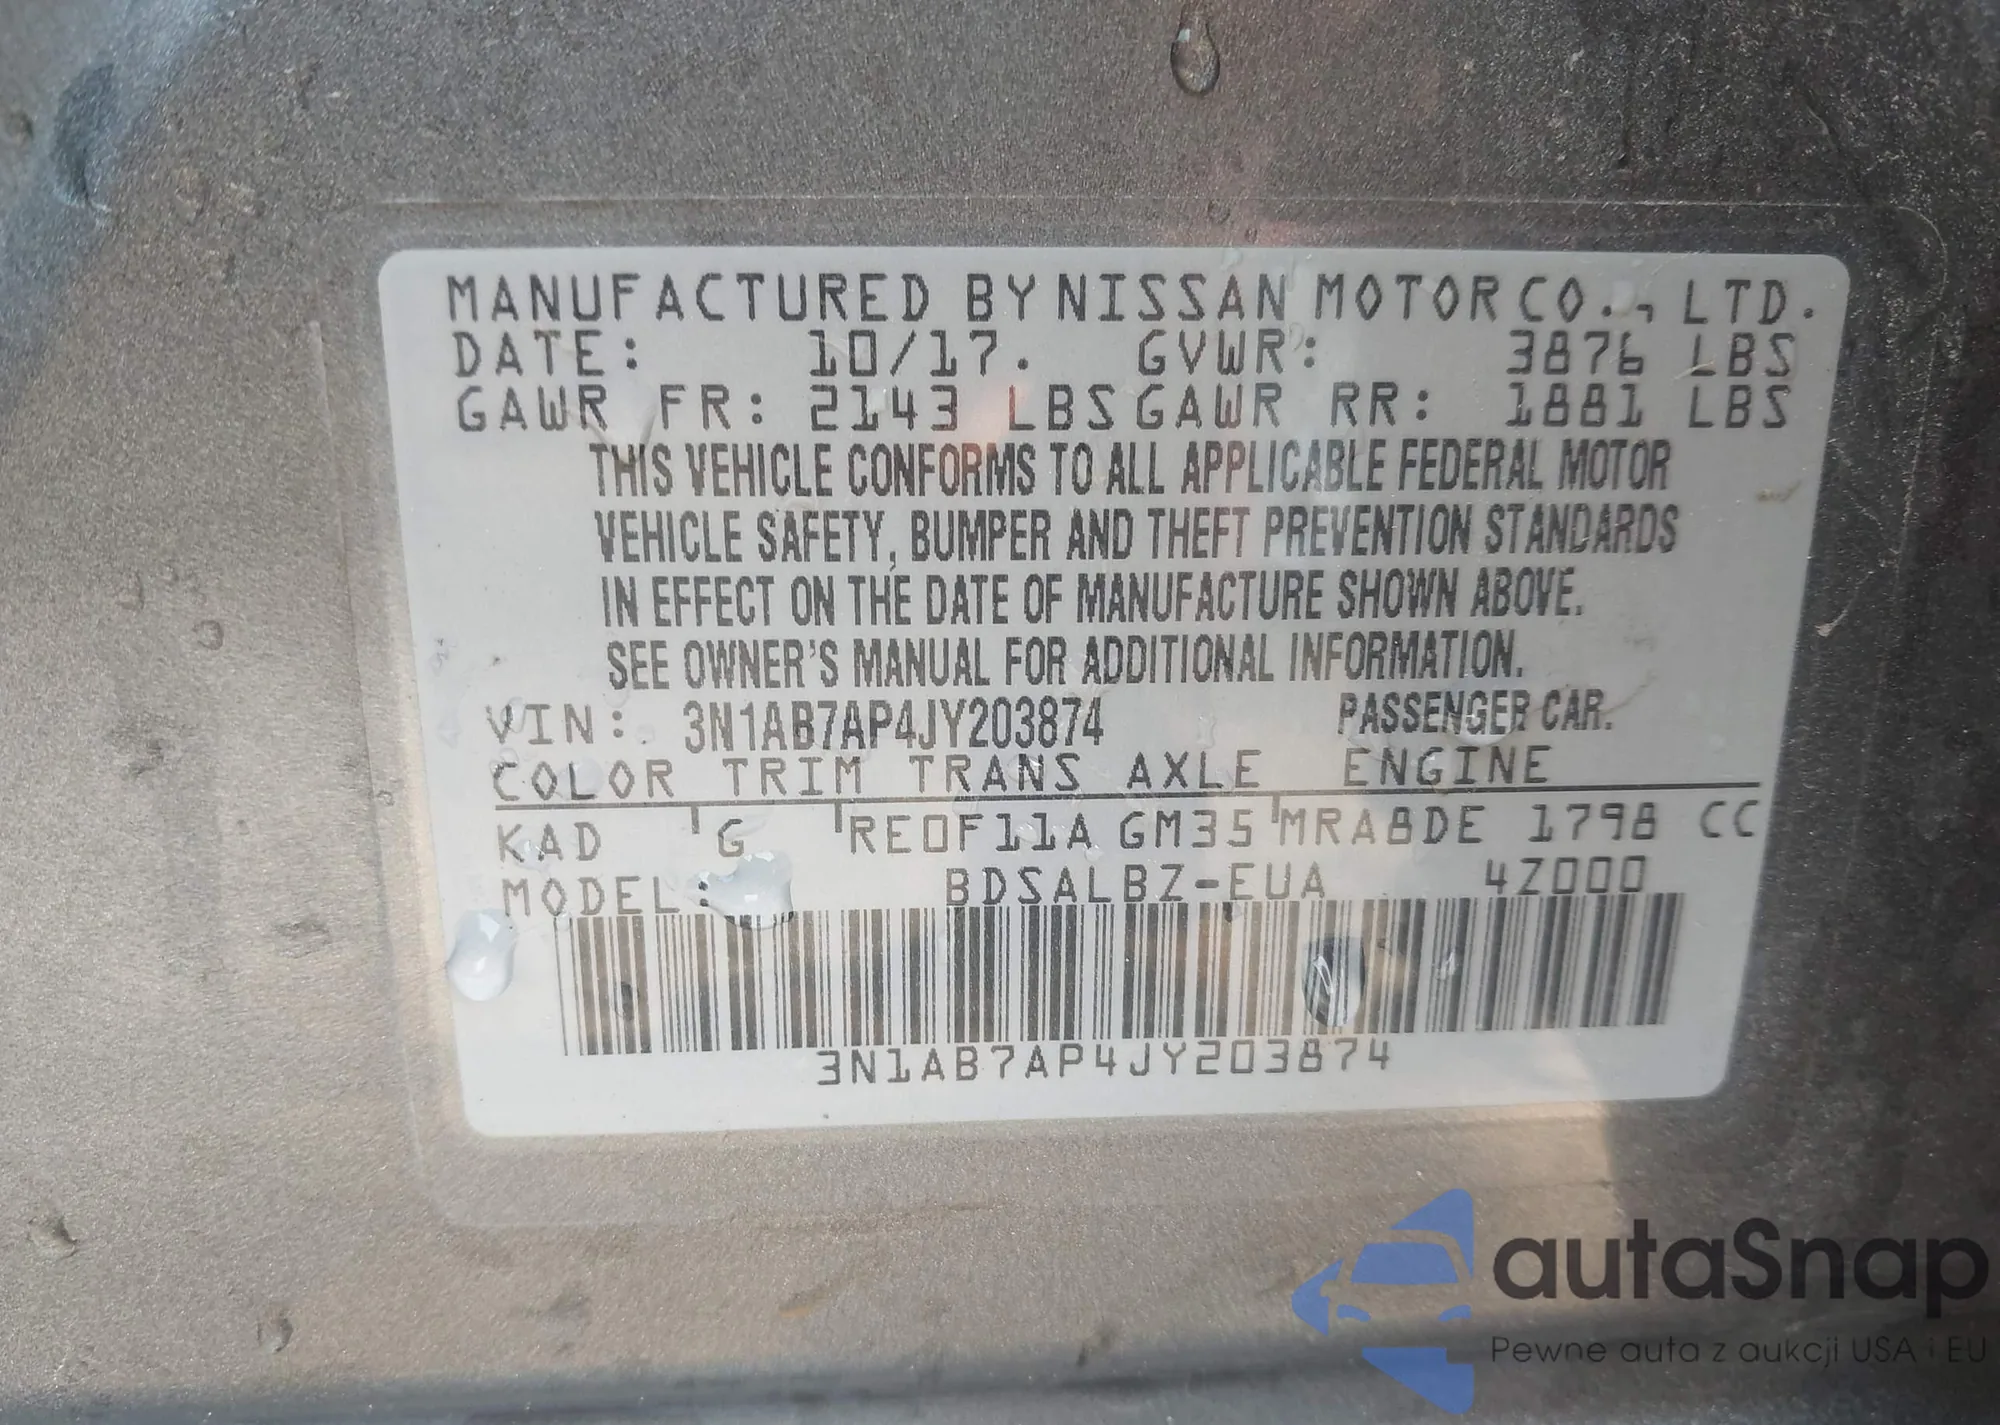 MANUFACTURED BY NISSAN MOTOR CO., LTD.
DATE: 10/17. GVWR: 3876 LBS
GAWR FR: 2143 LBS GAWR RR: 1881 LBS
THIS VEHICLE CONFORMS TO ALL APPLICABLE FEDERAL MOTOR
VEHICLE SAFETY, BUMPER AND THEFT PREVENTION STANDARDS
IN EFFECT ON THE DATE OF MANUFACTURE SHOWN ABOVE.
SEE OWNER'S MANUAL FOR ADDITIONAL INFORMATION.
VIN: 3N1AB7AP4JY203874 PASSENGER CAR.
COLOR TRIM TRANS AXLE ENGINE
KAD G RE0F11A GM35 MRA8DE 1798 CC
MODEL: BDSALBZ-EUA 4Z000
3N1AB7AP4JY203874
autaSnap
Pewne auta z aukcji USA i EU